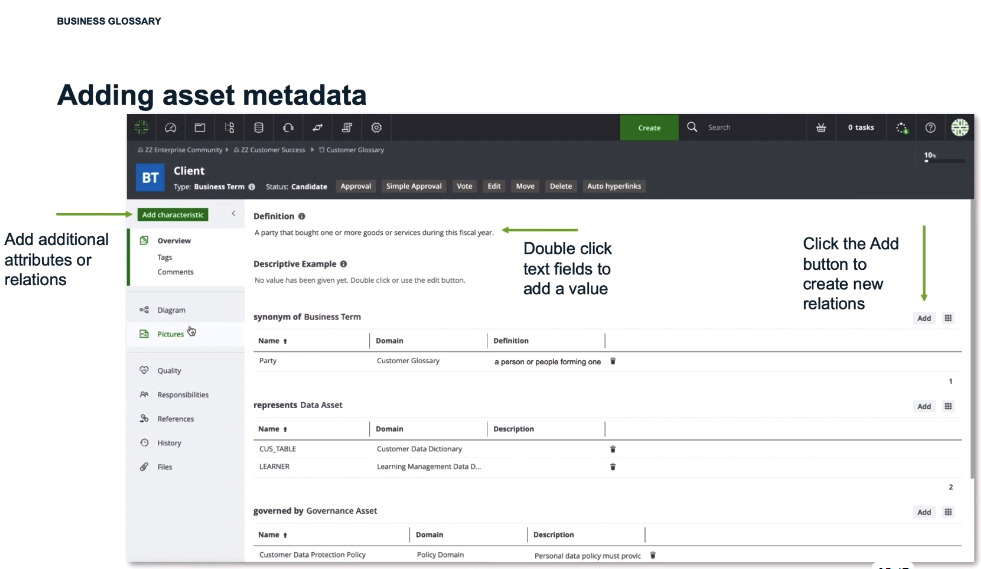 BUSINESS GLOSSARY
Adding asset metadata
Create
Search
0 tasks
ZZ Enterprise Community
ZZ Customer Success
Customer Glossary
10%
BT
Client
Type: Business Term
Status: Candidate
Approval
Simple Approval
Vote
Edit
Move
Delete
Auto hyperlinks
Add additional
attributes or
relations
Add characteristic
Overview
Tags
Comments
Diagram
Pictures
Quality
Responsibilities
References
History
Files
Definition
A party that bought one or more goods or services during this fiscal year.
Double click
text fields to
add a value
Click the Add
button to
create new
relations
Descriptive Example
No value has been given yet. Double click or use the edit button.
synonym of Business Term
Add
Name Domain Definition
Party Customer Glossary a person or people forming one
1
represents Data Asset
Add
Name Domain Description
CUS_TABLE Customer Data Dictionary
LEARNER Learning Management Data D...
2
governed by Governance Asset
Add
Name Domain Description
Customer Data Protection Policy Policy Domain Personal data policy must provic